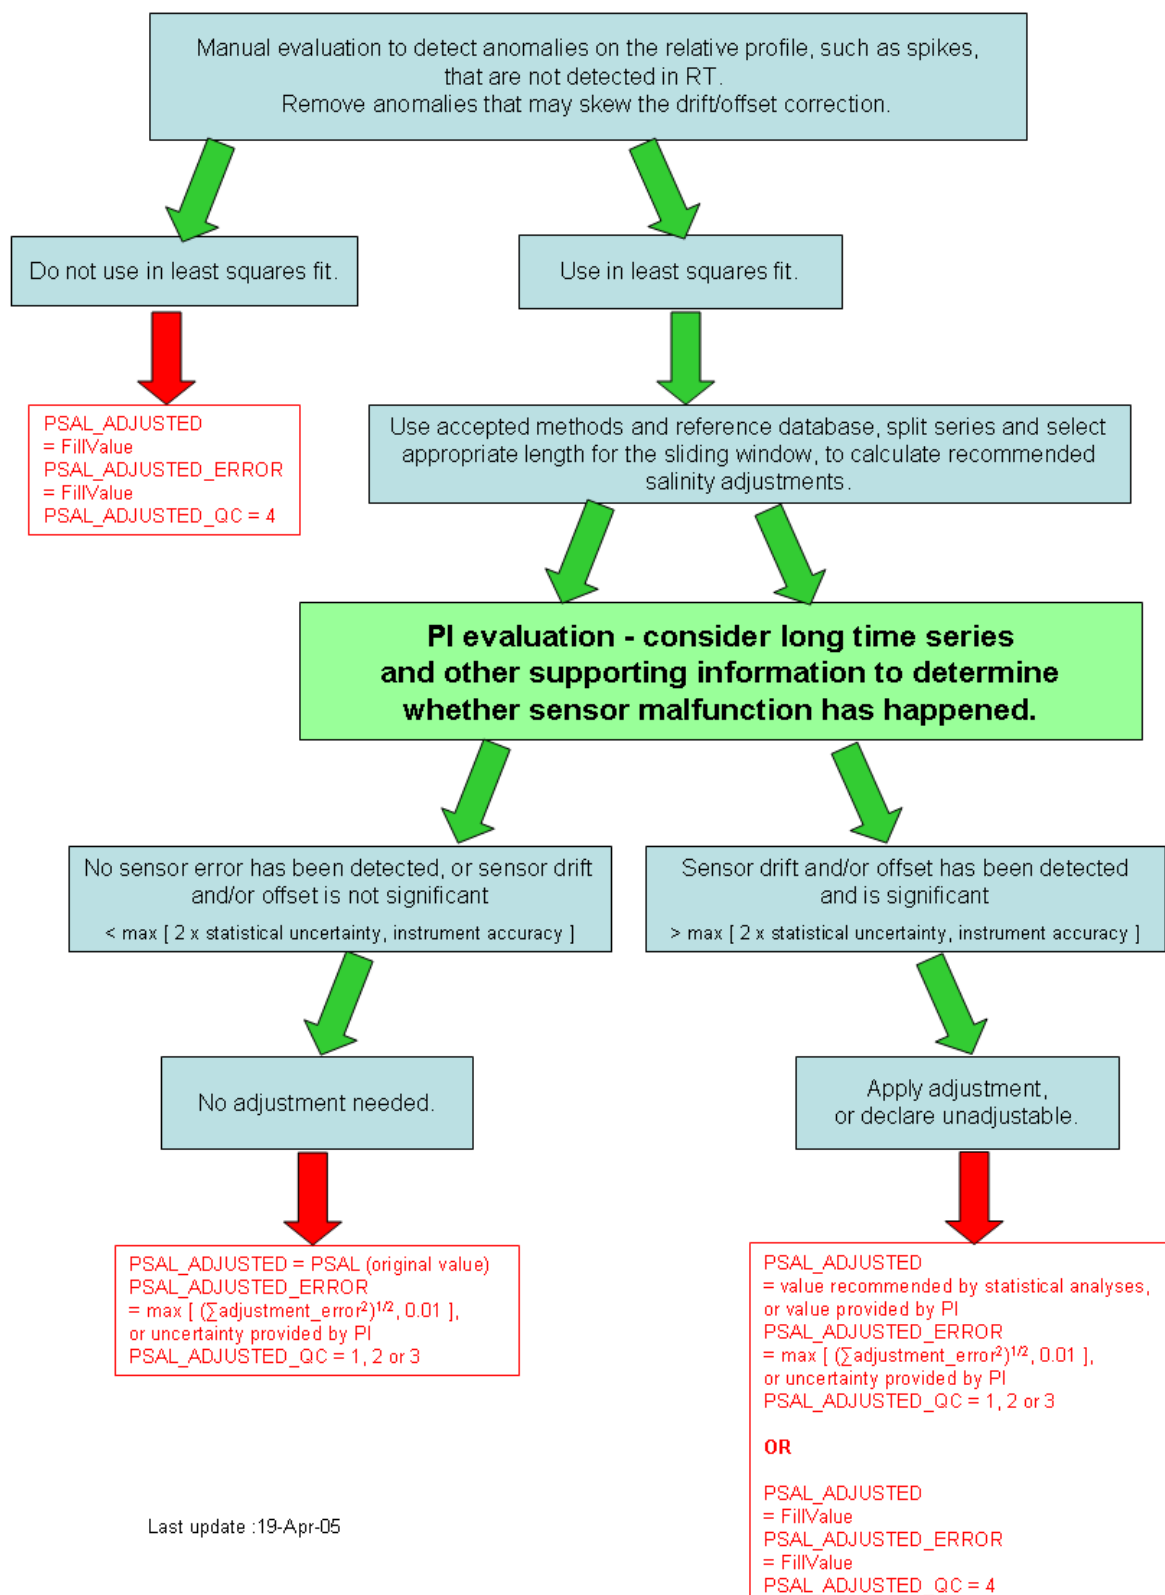 Manual evaluation to detect anomalies on the relative profile, such as spikes,
that are not detected in RT.
Remove anomalies that may skew the drift/offset correction.
Do not use in least squares fit.
Use in least squares fit.
PSAL_ADJUSTED
= FillValue
PSAL_ADJUSTED_ERROR
= FillValue
PSAL_ADJUSTED_QC = 4
Use accepted methods and reference database, split series and select
appropriate length for the sliding window, to calculate recommended
salinity adjustments.
PI evaluation - consider long time series
and other supporting information to determine
whether sensor malfunction has happened.
No sensor error has been detected, or sensor drift
and/or offset is not significant
< max [ 2 x statistical uncertainty, instrument accuracy ]
Sensor drift and/or offset has been detected
and is significant
> max [ 2 x statistical uncertainty, instrument accuracy ]
No adjustment needed.
Apply adjustment,
or declare unadjustable.
PSAL_ADJUSTED = PSAL (original value)
PSAL_ADJUSTED_ERROR
= max [ (∑adjustment_error²)¹/², 0.01 ],
or uncertainty provided by PI
PSAL_ADJUSTED_QC = 1, 2 or 3
PSAL_ADJUSTED
= value recommended by statistical analyses,
or value provided by PI
PSAL_ADJUSTED_ERROR
= max [ (∑adjustment_error²)¹/², 0.01 ],
or uncertainty provided by PI
PSAL_ADJUSTED_QC = 1, 2 or 3
OR
PSAL_ADJUSTED
= FillValue
PSAL_ADJUSTED_ERROR
= FillValue
PSAL_ADJUSTED_QC = 4
Last update :19-Apr-05